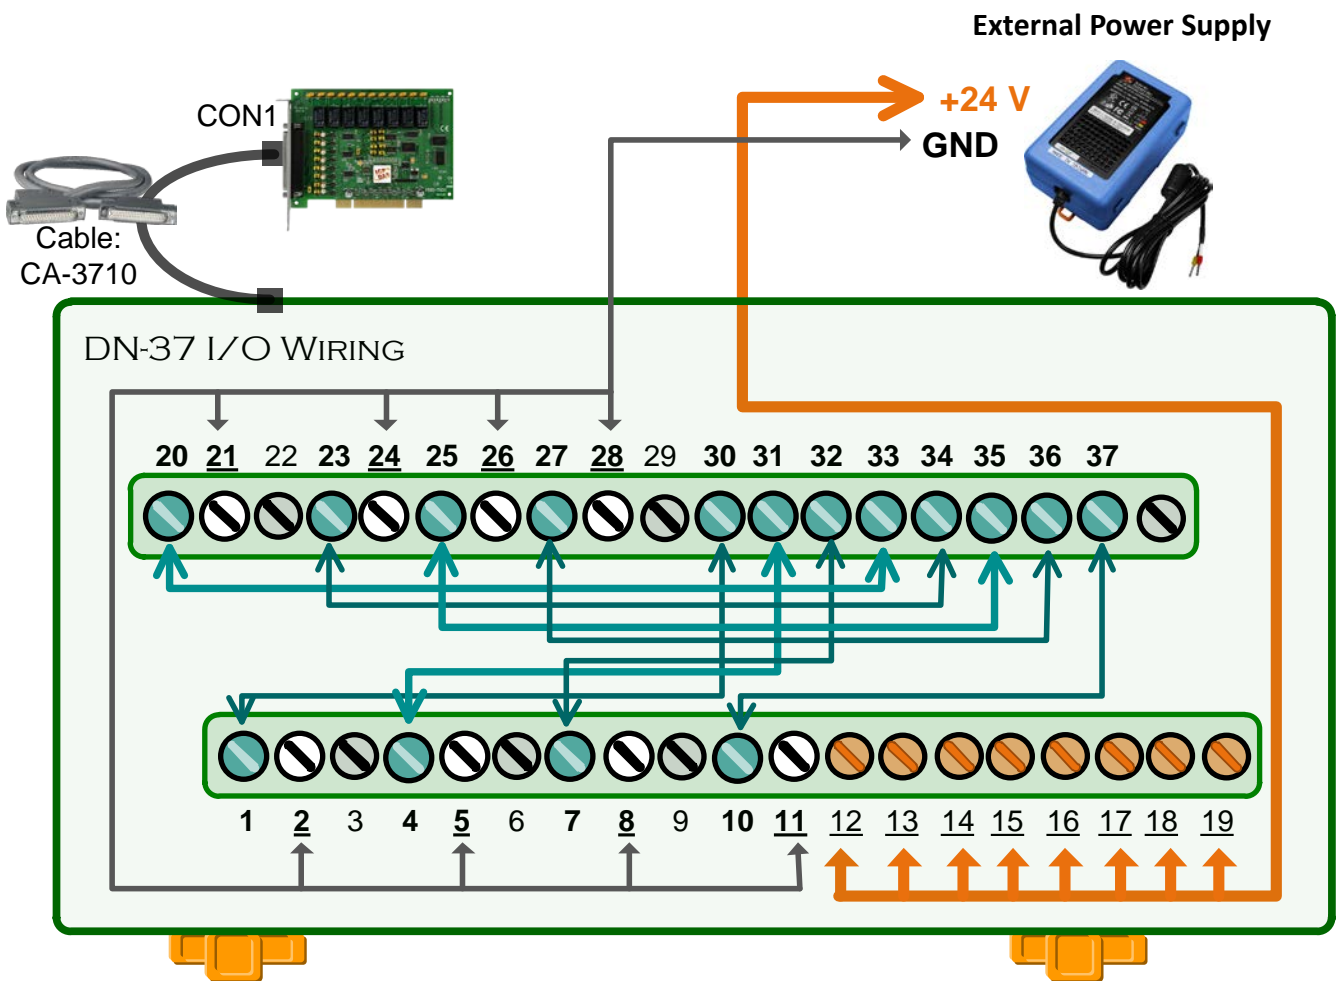 External Power Supply
+24 V
GND
CON1
Cable:
CA-3710
DN-37 I/O WIRING
20 21 22 23 24 25 26 27 28 29 30 31 32 33 34 35 36 37
1 2 3 4 5 6 7 8 9 10 11 12 13 14 15 16 17 18 19